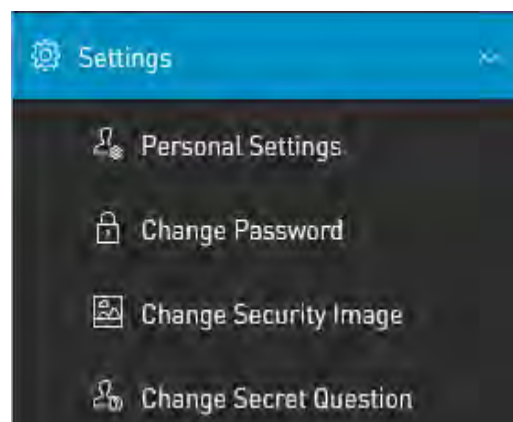 Settings
Personal Settings
Change Password
Change Security Image
Change Secret Question